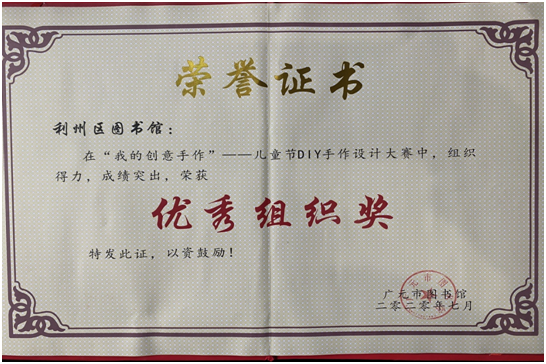 荣誉证书
利州区图书馆：
在“我的创意手作”——儿童节DIY手作设计大赛中，组织
得力，成绩突出，荣获
优秀组织奖
特发此证，以资鼓励！
广元市图书馆
二零二零年七月